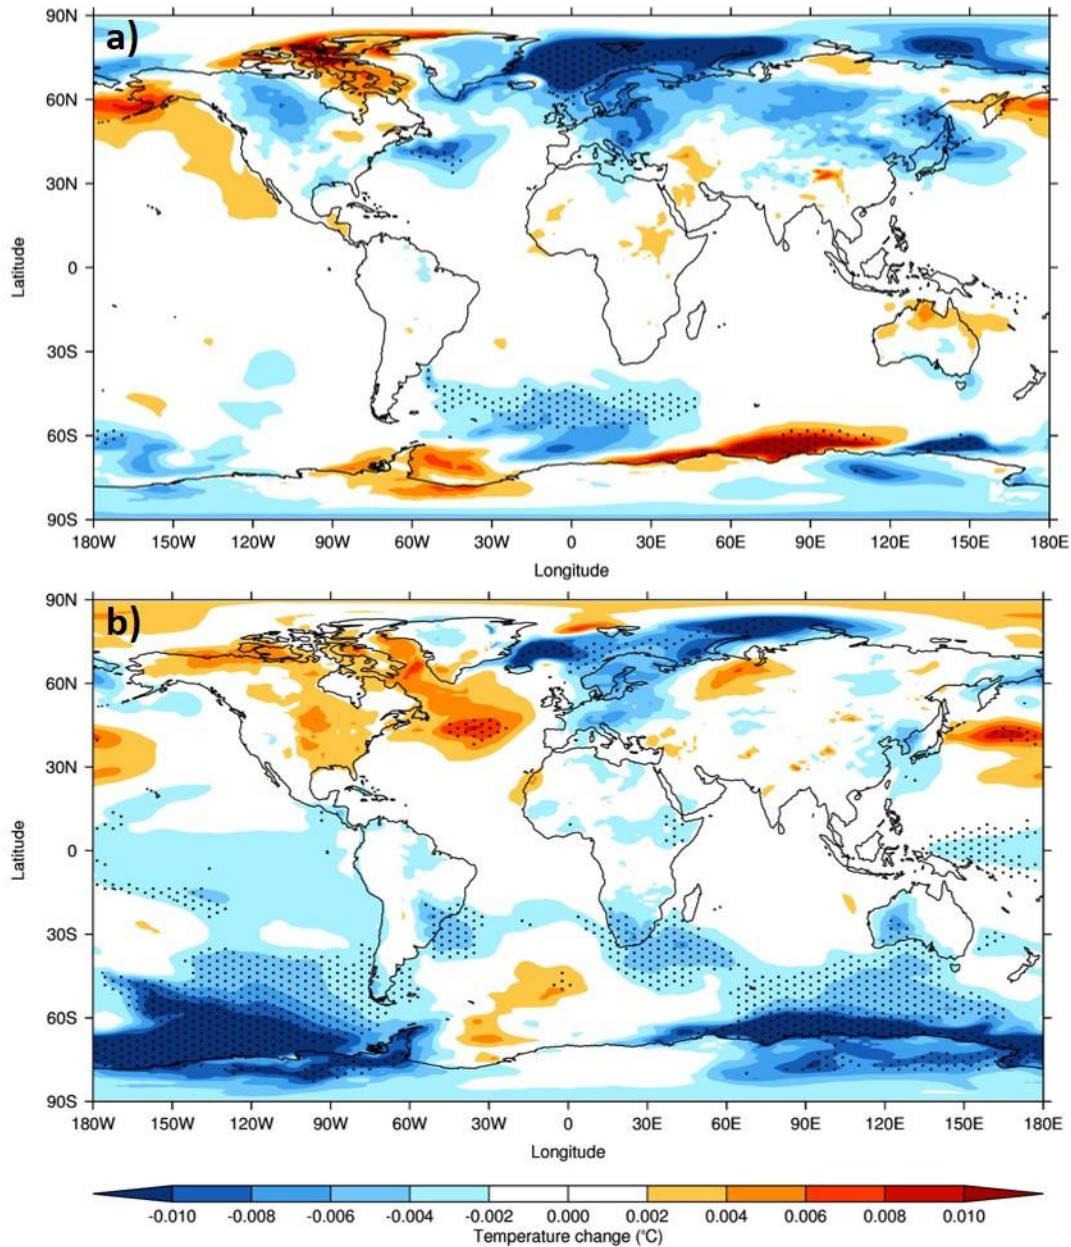 a)
90N
60N
30N
0
30S
60S
90S
Latitude
180W 150W 120W 90W 60W 30W 0 30E 60E 90E 120E 150E 180E
Longitude
b)
90N
60N
30N
0
30S
60S
90S
Latitude
180W 150W 120W 90W 60W 30W 0 30E 60E 90E 120E 150E 180E
Longitude
-0.010 -0.008 -0.006 -0.004 -0.002 0.000 0.002 0.004 0.006 0.008 0.010
Temperature change (°C)